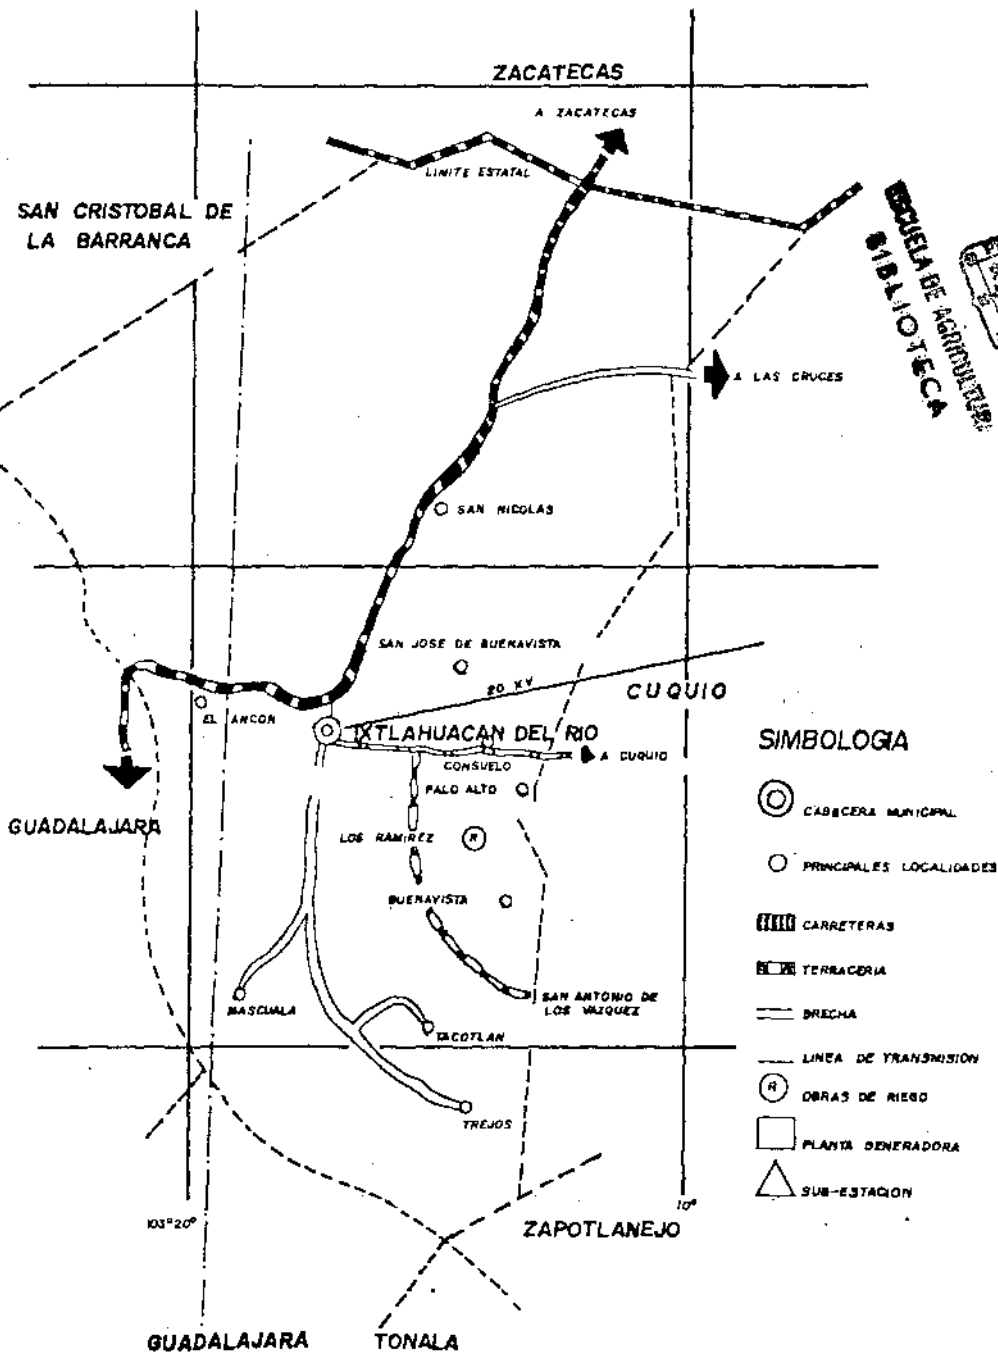 ZACATECAS
A ZACATECAS
LIMITE ESTATAL
SAN CRISTOBAL DE
LA BARRANCA
ESCUELA DE AGRICULTURA
BIBLIOTECA
A LAS CRUCES
SAN NICOLAS
SAN JOSE DE BUENAVISTA
20 KV
CUQUIO
EL ANCON
IXTLAHUACAN DEL RIO
A CUQUIO
CONSUELO
PALO ALTO
GUADALAJARA
LOS RAMIREZ
R
BUENAVISTA
MASCUALA
SAN ANTONIO DE
LOS VAZQUEZ
TACOTLAN
TREJOS
103°20°
10°
ZAPOTLANEJO
GUADALAJARA
TONALA
SIMBOLOGIA
CABECERA MUNICIPAL
PRINCIPALES LOCALIDADES
CARRETERAS
TERRACERIA
BRECHA
LINEA DE TRANSMISION
R
OBRAS DE RIEGO
PLANTA GENERADORA
SUB-ESTACION